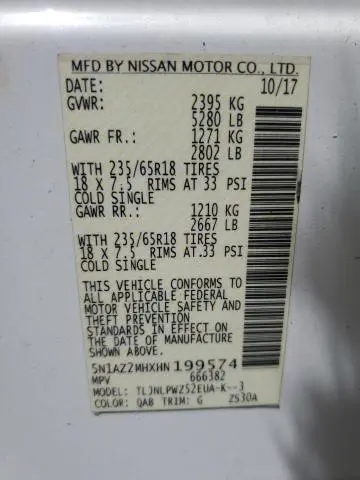 MFD BY NISSAN MOTOR CO., LTD.
DATE: 10/17
GVWR: 2395 KG
5280 LB
GAWR FR.: 1271 KG
2802 LB
WITH 235/65R18 TIRES
18 X 7.5 RIMS AT 33 PSI
COLD SINGLE
GAWR RR.: 1210 KG
2667 LB
WITH 235/65R18 TIRES
18 X 7.5 RIMS AT.33 PSI
COLD SINGLE
THIS VEHICLE CONFORMS TO
ALL APPLICABLE FEDERAL
MOTOR VEHICLE SAFETY AND
THEFT PREVENTION
STANDARDS IN EFFECT ON
THE DATE OF MANUFACTURE
SHOWN ABOVE.
5N1AZ2MHXHN199574
MPV 666382
MODEL: TLJNLPWZ52EUA-K--3
COLOR: QAB TRIM: G ZS30A